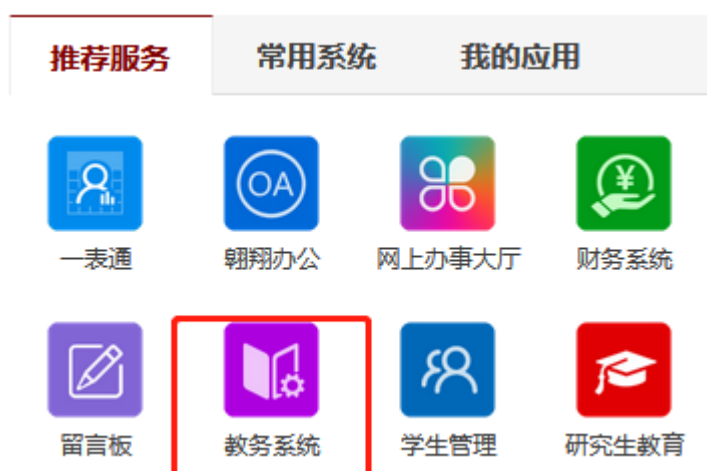 推荐服务 常用系统 我的应用
OA
¥
一表通 翱翔办公 网上办事大厅 财务系统
留言板 教务系统 学生管理 研究生教育